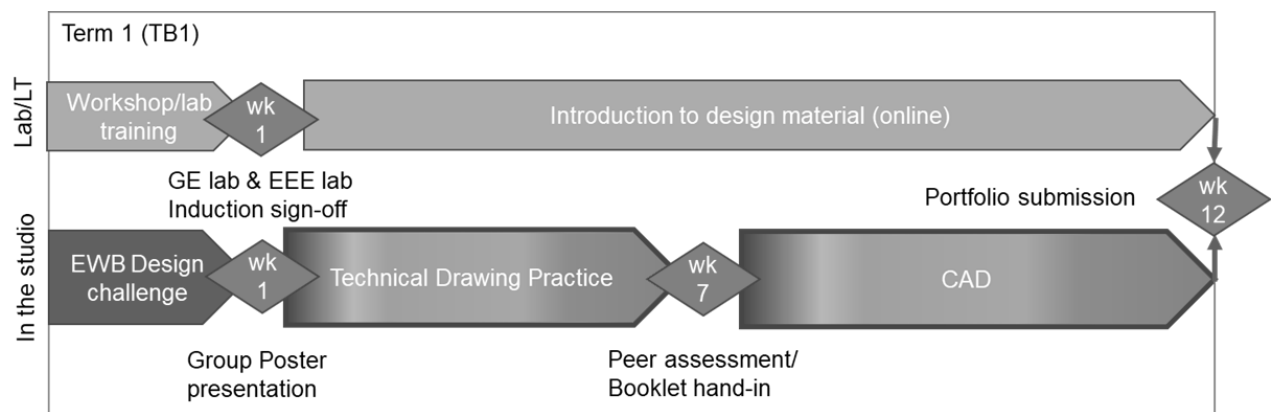 Term 1 (TB1)
Lab/LT
Workshop/lab
training
wk
1
Introduction to design material (online)
GE lab & EEE lab
Induction sign-off
Portfolio submission
wk
12
In the studio
EWB Design
challenge
wk
1
Technical Drawing Practice
wk
7
CAD
Group Poster
presentation
Peer assessment/
Booklet hand-in